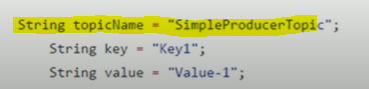 String topicName = "SimpleProducerTopic";
String key = "Key1";
String value = "Value-1";